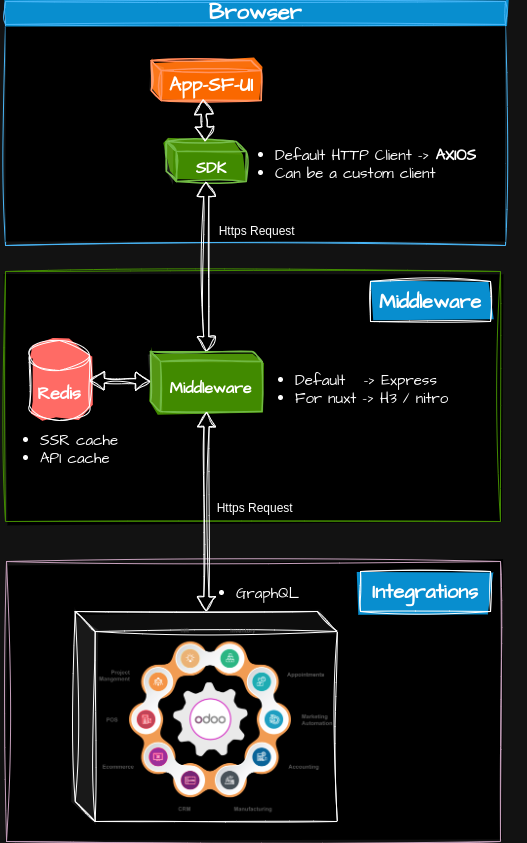 Browser
App-SF-UI
SDK
• Default HTTP Client -> AXIOS
• Can be a custom client
Https Request
Middleware
Redis
Middleware
• Default -> Express
• For nuxt -> H3 / nitro
• SSR cache
• API cache
Https Request
• GraphQL
Integrations
Project
Mangment
Appointments
POS
odoo
Marketing
Automation
Ecommerce
Accounting
CRM
Manufacturing